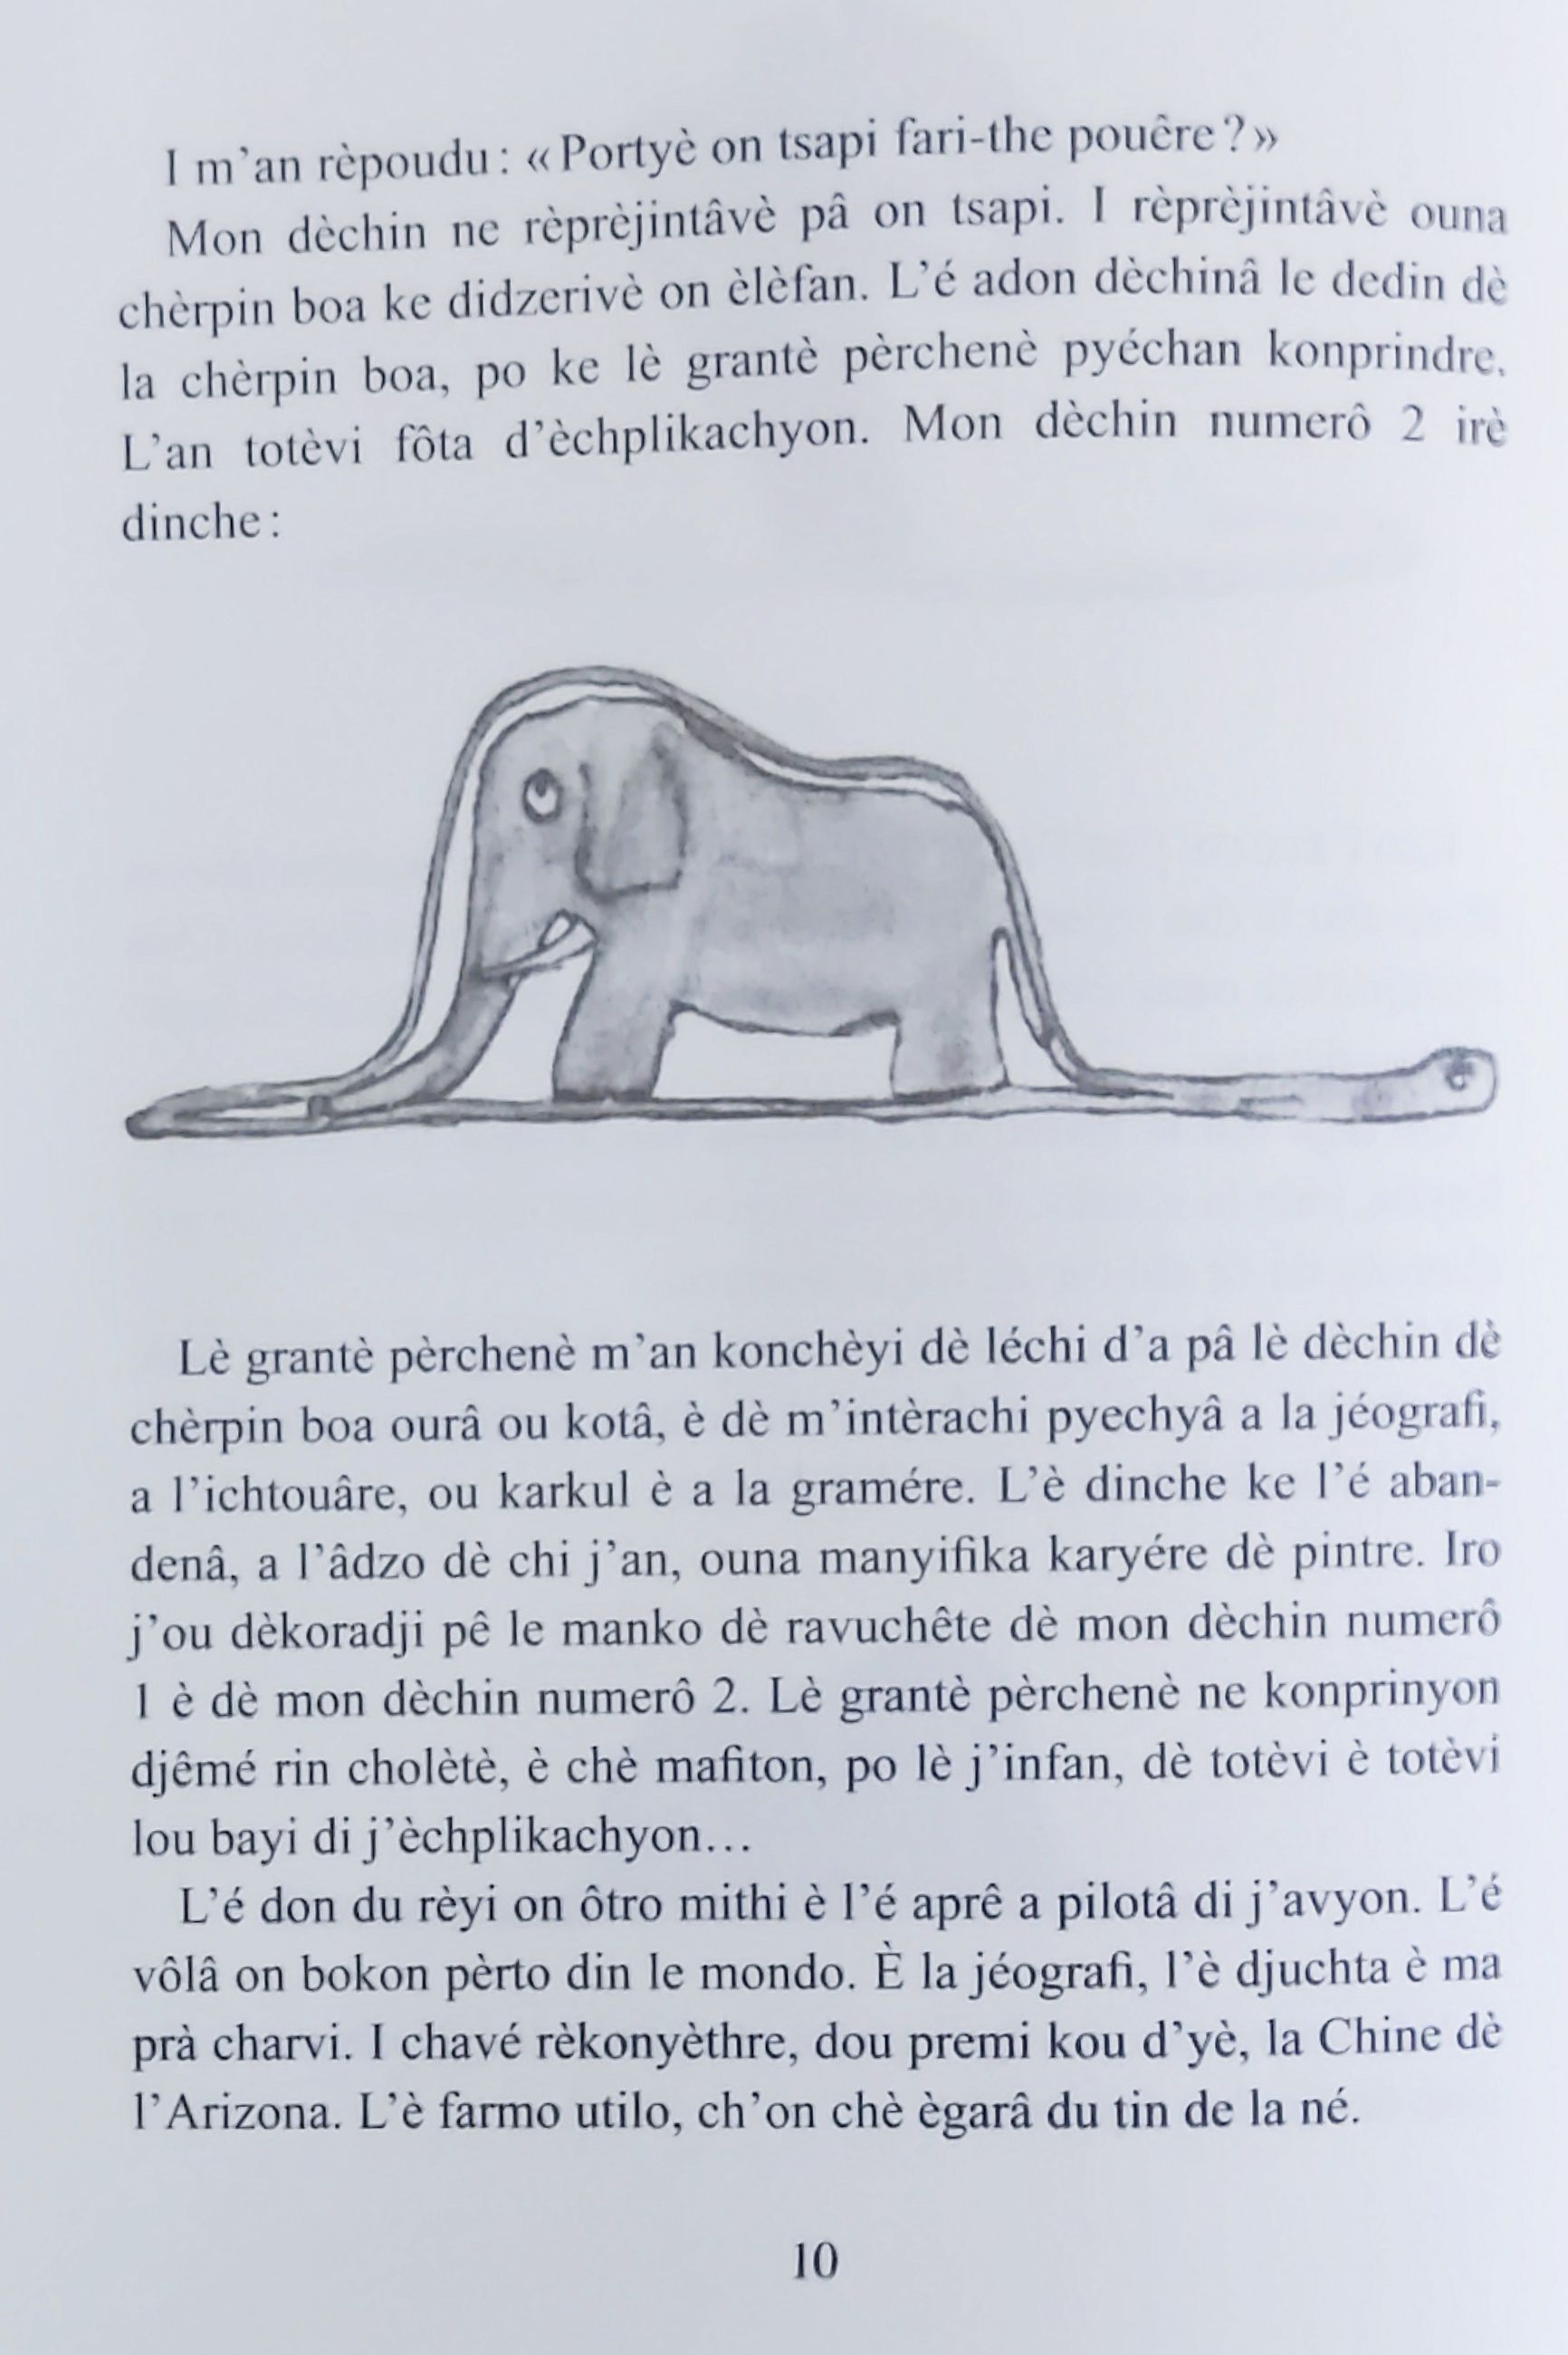 I m'an rèpoudu : « Portyè on tsapi fari-the pouêre ? »
Mon dèchin ne rèprèjintâvè pâ on tsapi. I rèprèjintâvè ouna
chèrpin boa ke didzerivè on èlèfan. L'é adon dèchinâ le dedin dè
la chèrpin boa, po ke lè grantè pèrchenè pyéchan konprindre.
L'an totèvi fôta d'èchplikachyon. Mon dèchin numerô 2 irè
dinche :
Lè grantè pèrchenè m'an konchèyi dè léchi d'a pâ lè dèchin dè
chèrpin boa ourâ ou kotâ, è dè m'intèrachi pyechyâ a la jéografi,
a l'ichtouâre, ou karkul è a la gramére. L'è dinche ke l'é aban-
denâ, a l'âdzo dè chi j'an, ouna manyifika karyére dè pintre. Iro
j'ou dèkoradji pê le manko dè ravuchête dè mon dèchin numerô
1 è dè mon dèchin numerô 2. Lè grantè pèrchenè ne konprinyon
djêmé rin cholètè, è chè mafiton, po lè j'infan, dè totèvi è totèvi
lou bayi di j'èchplikachyon...
L'é don du rèyi on ôtro mithi è l'é aprê a pilotâ di j'avyon. L'é
vôlâ on bokon pèrto din le mondo. È la jéografi, l'è djuchta è ma
prà charvi. I chavé rèkonyèthre, dou premi kou d'yè, la Chine dè
l'Arizona. L'è farmo utilo, ch'on chè ègarâ du tin de la né.
10